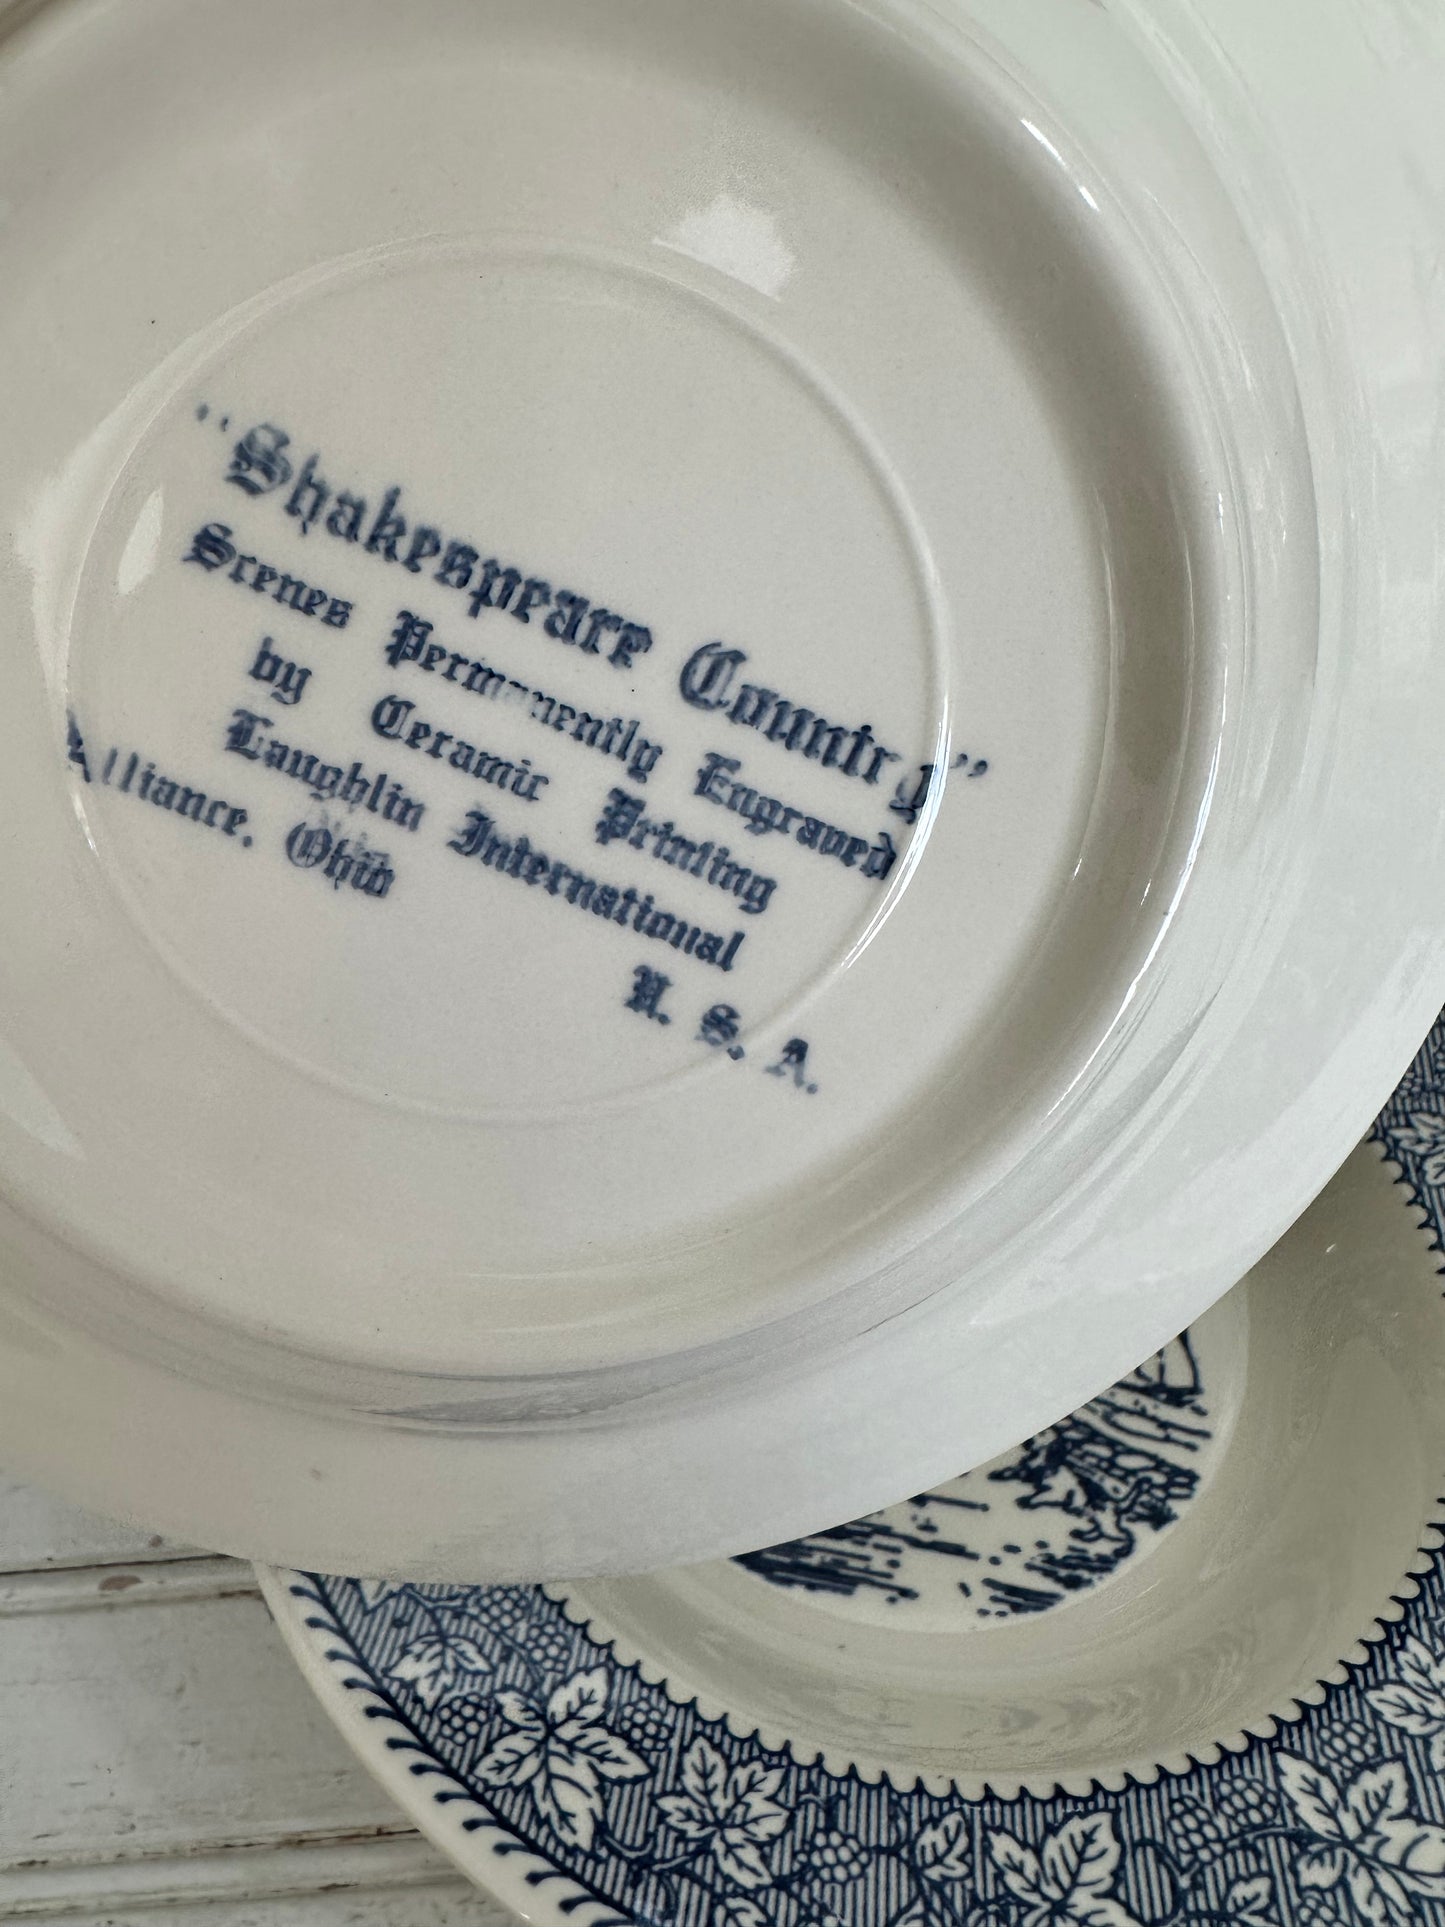 "Shakespeare Country"
Scenes Permanently Engraved
by Ceramic Printing
Laughlin International
Alliance, Ohio U. S. A.